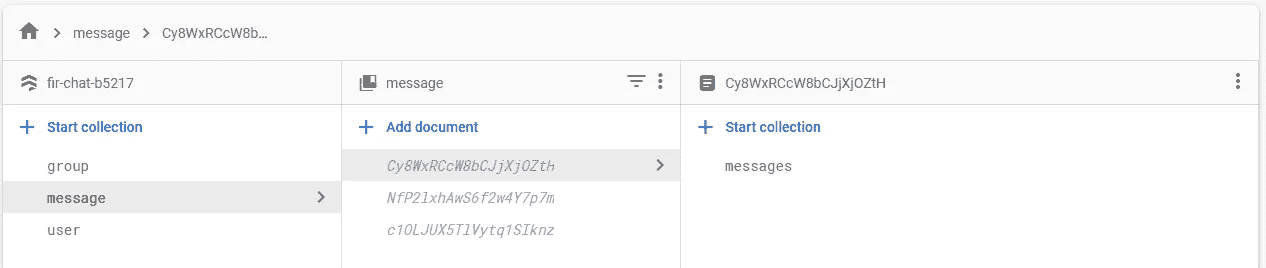 message Cy8WxRCcW8b...
fir-chat-b5217
Start collection
group
message
user
message
Add document
Cy8WxRCcW8bCJjXjOZtH
NfP2lxhAwS6f2w4Y7p7m
c1OLJUX5TlVytq1SIknz
Cy8WxRCcW8bCJjXjOZtH
Start collection
messages